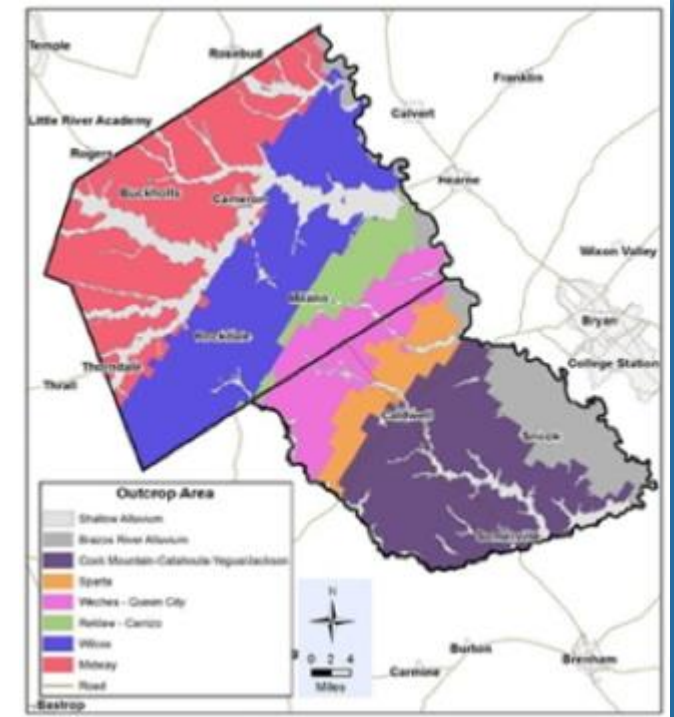 Temple
Rosebud
Franklin
Little River Academy
Calvert
Rogers
Hearne
Buckholts
Cameron
Wixon Valley
Milano
Bryan
Rockdale
College Station
Thorndale
Thrall
Caldwell
Snook
Outcrop Area
Shallow Alluvium
Brazos River Alluvium
Cook Mountain-Catahoula-Yegua/Jackson
Somerville
Sparta
Weches - Queen City
N
Reklaw - Carrizo
Wilcox
Burton
Midway
0 2 4
Brenham
Carmine
Road
Miles
Bastrop